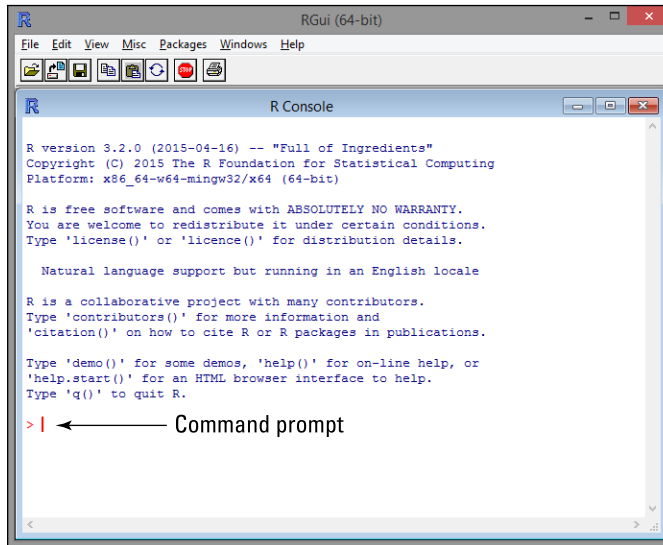 R
RGui (64-bit)
File Edit View Misc Packages Windows Help
STOP
R
R Console
R version 3.2.0 (2015-04-16) -- "Full of Ingredients"
Copyright (C) 2015 The R Foundation for Statistical Computing
Platform: x86_64-w64-mingw32/x64 (64-bit)
R is free software and comes with ABSOLUTELY NO WARRANTY.
You are welcome to redistribute it under certain conditions.
Type 'license()' or 'licence()' for distribution details.
Natural language support but running in an English locale
R is a collaborative project with many contributors.
Type 'contributors()' for more information and
'citation()' on how to cite R or R packages in publications.
Type 'demo()' for some demos, 'help()' for on-line help, or
'help.start()' for an HTML browser interface to help.
Type 'q()' to quit R.
> |
Command prompt